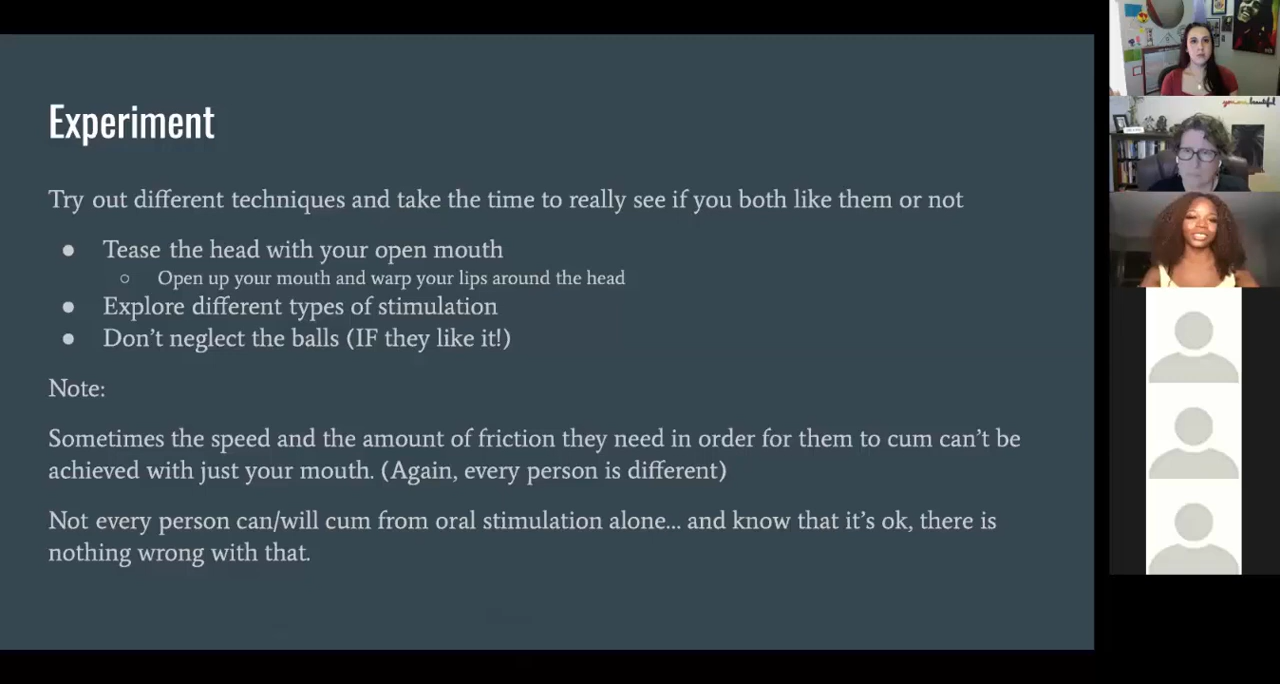 Experiment
Try out different techniques and take the time to really see if you both like them or not
● Tease the head with your open mouth
○ Open up your mouth and warp your lips around the head
● Explore different types of stimulation
● Don’t neglect the balls (IF they like it!)
Note:
Sometimes the speed and the amount of friction they need in order for them to cum can’t be
achieved with just your mouth. (Again, every person is different)
Not every person can/will cum from oral stimulation alone... and know that it’s ok, there is
nothing wrong with that.